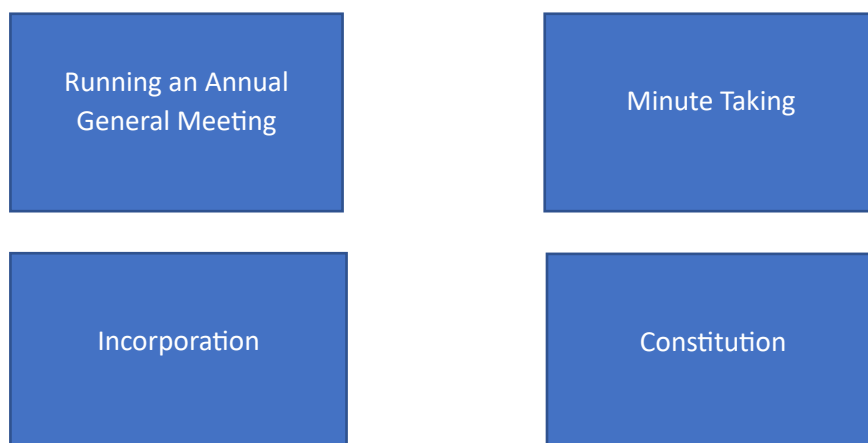 Running an Annual
General Meeting
Minute Taking
Incorporation
Constitution